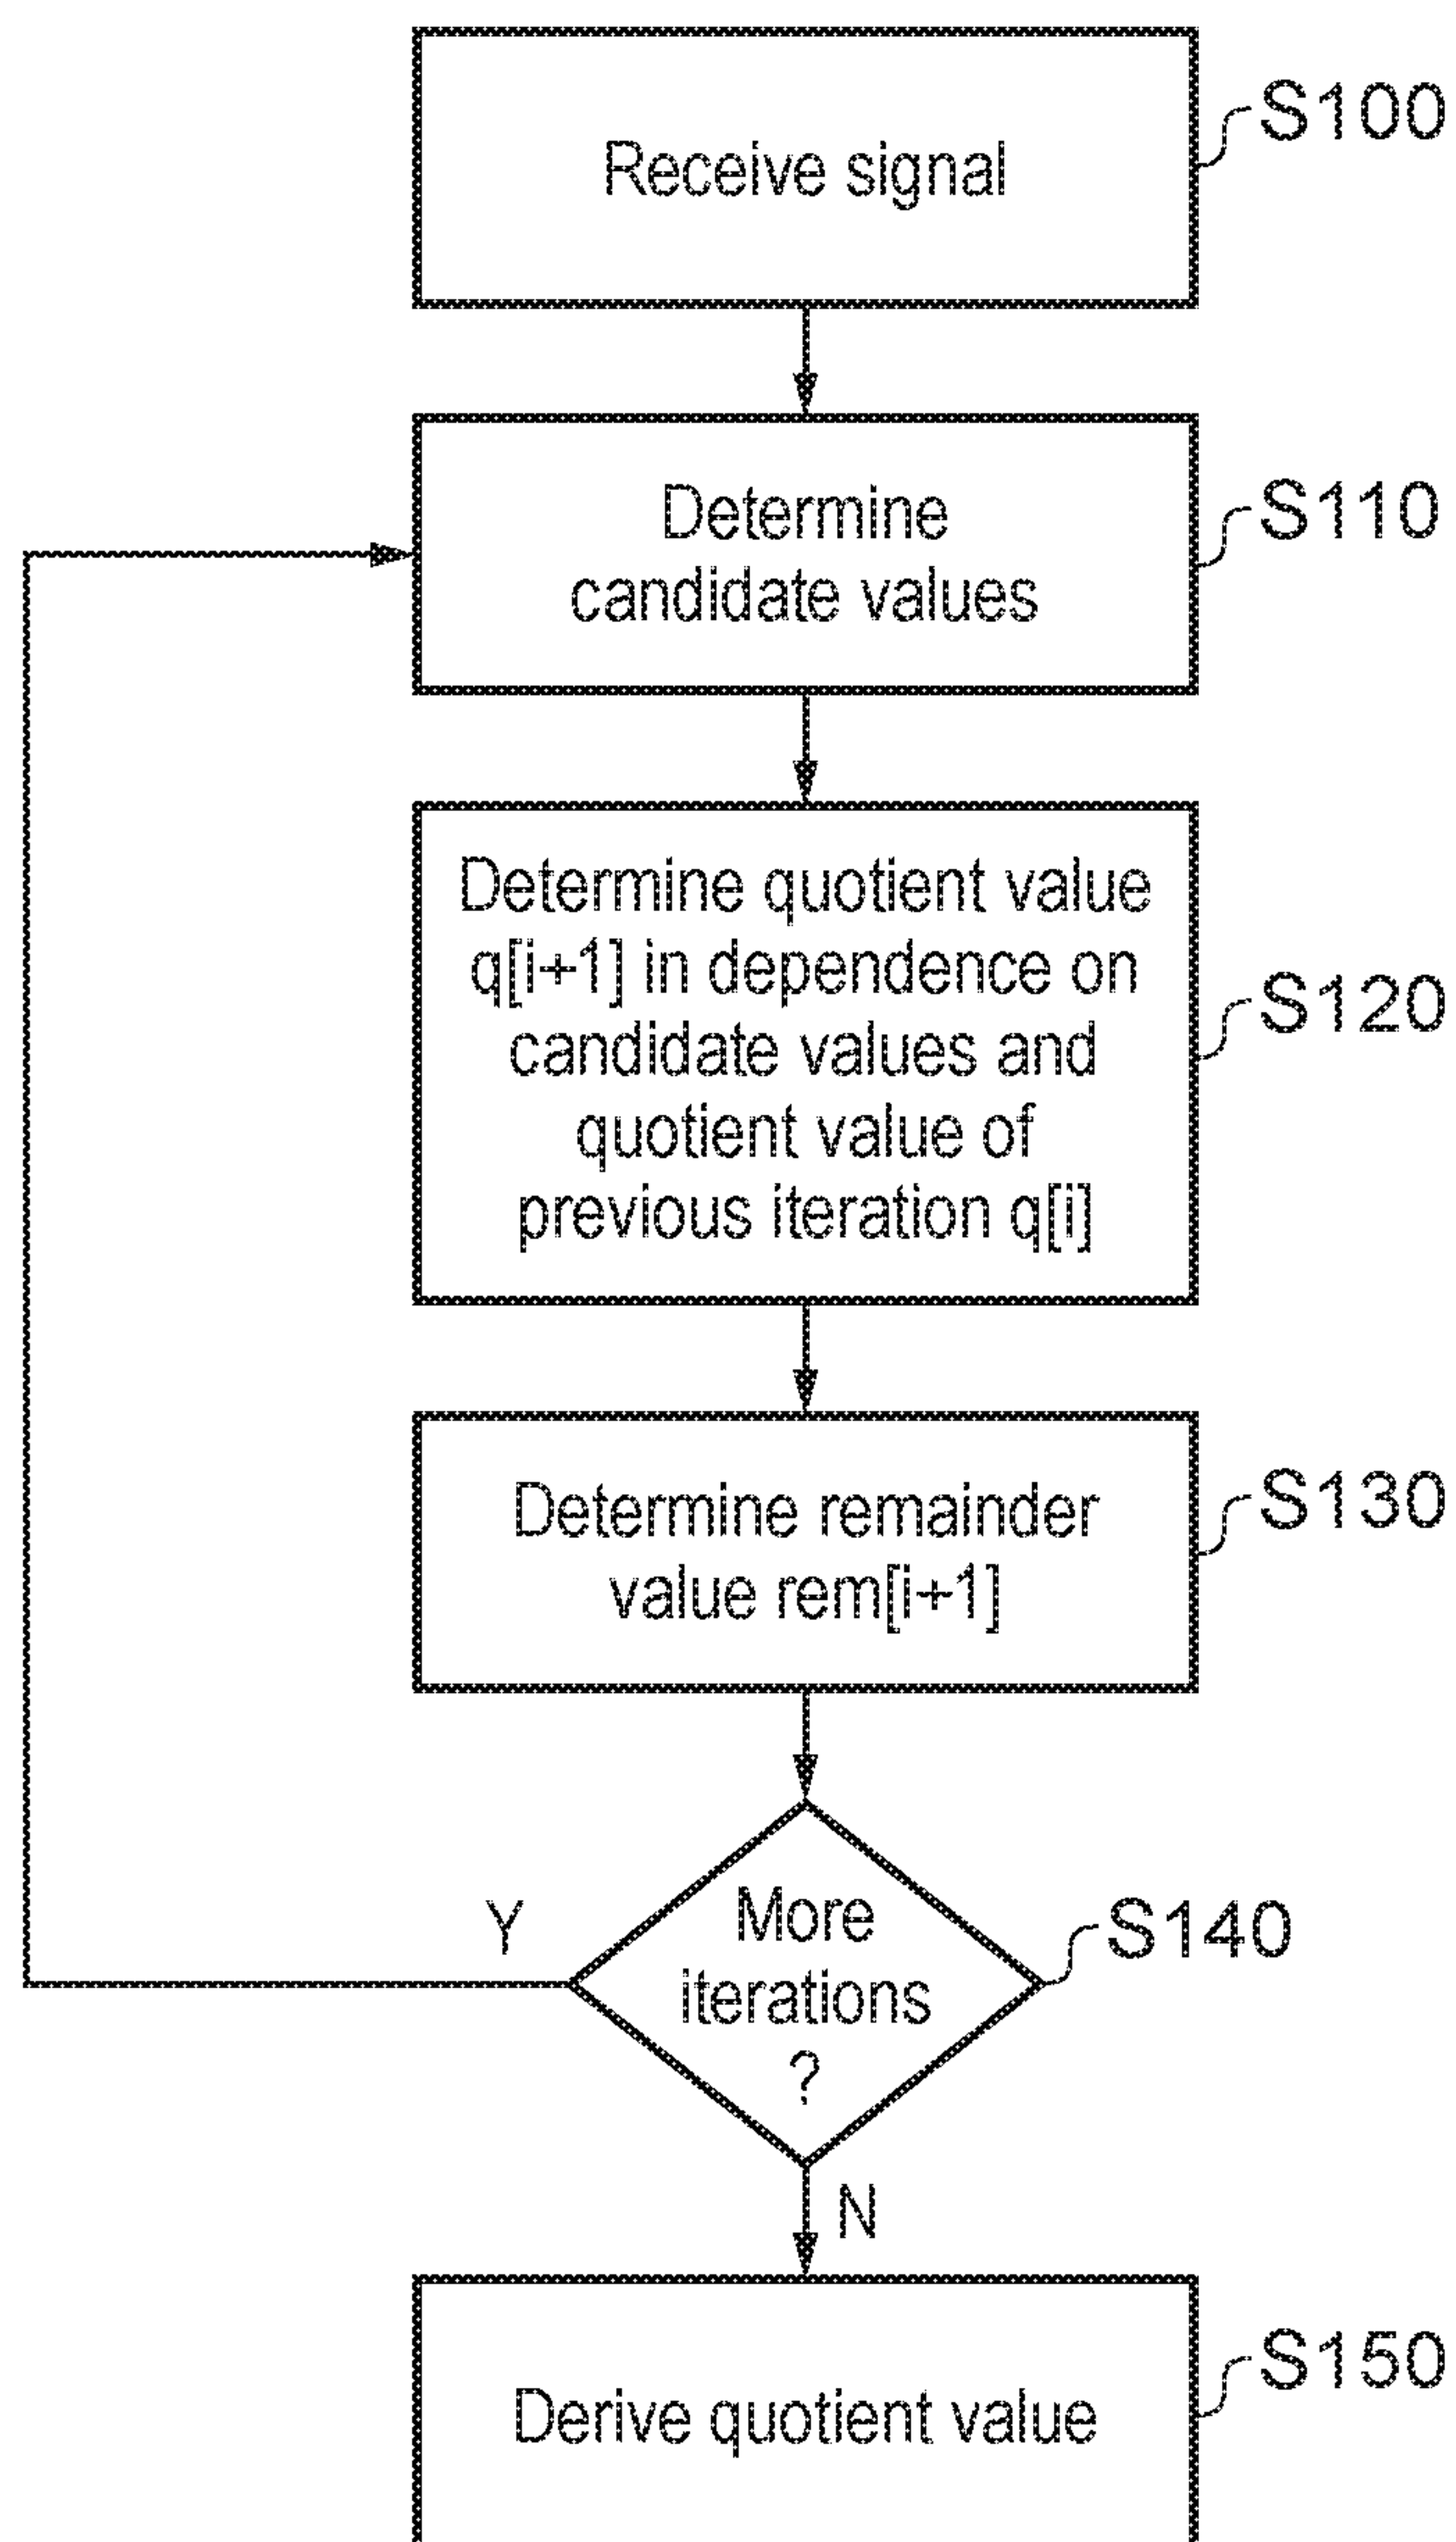 Receive signal
S100
Determine
candidate values
S110
Determine quotient value
q[i+1] in dependence on
candidate values and
quotient value of
previous iteration q[i]
S120
Determine remainder
value rem[i+1]
S130
More
iterations
?
S140
Y
N
Derive quotient value
S150